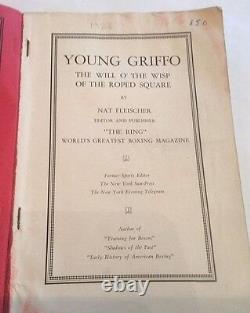 1928
850
YOUNG GRIFFO
THE WILL O' THE WISP
OF THE ROPED SQUARE
BY
NAT FLEISCHER
EDITOR AND PUBLISHER
"THE RING"
WORLD'S GREATEST BOXING MAGAZINE
Former Sports Editor
The New York Sun-Press
The New York Evening Telegram
Author of
"Training for Boxers"
"Shadows of the Past"
"Early History of American Boxing"